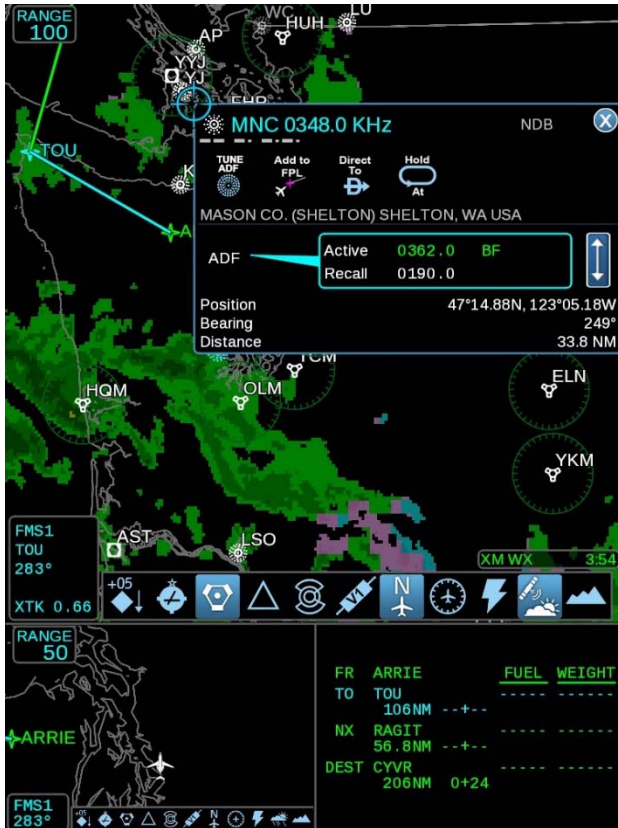 RANGE
100
WC
HUH
LU
AP
YYJ
YJ
TOU
K
A
MNC 0348.0 KHz
NDB
X
TUNE
ADF
Add to
FPL
Direct
To
Hold
At
MASON CO. (SHELTON) SHELTON, WA USA
ADF
Active 0362.0 BF
Recall 0190.0
Position 47°14.88N, 123°05.18W
Bearing 249°
Distance 33.8 NM
TCM
HQM
OLM
ELN
YKM
AST
LSO
FMS1
TOU
283°
XTK 0.66
XM WX 3:54
+05
V1
N
RANGE
50
ARRIE
FMS1
283°
+05
N
FR ARRIE FUEL WEIGHT
TO TOU ----- ------
106NM --+--
NX RAGIT ----- ------
56.8NM --+--
DEST CYVR ----- ------
206NM 0+24